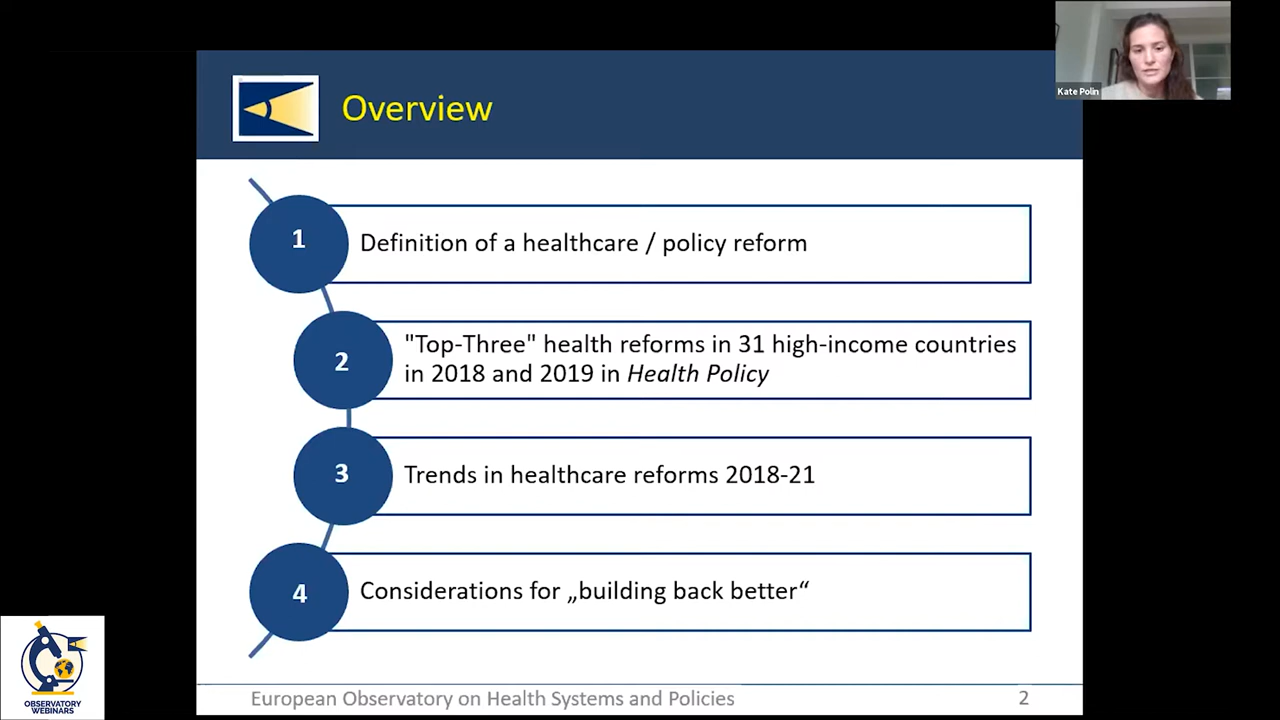 Kate Polin
Overview
1
Definition of a healthcare / policy reform
2
"Top-Three" health reforms in 31 high-income countries
in 2018 and 2019 in Health Policy
3
Trends in healthcare reforms 2018-21
4
Considerations for „building back better“
OBSERVATORY
WEBINARS
European Observatory on Health Systems and Policies
2